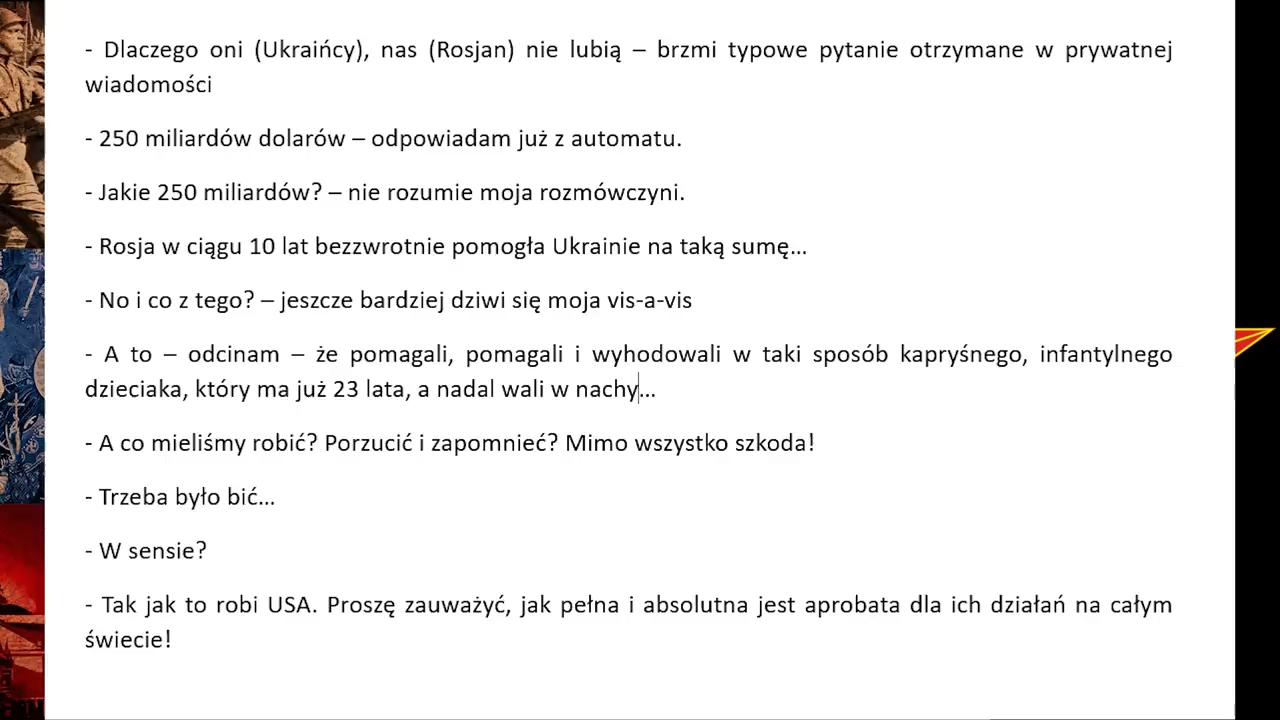 - Dlaczego oni (Ukraińcy), nas (Rosjan) nie lubią – brzmi typowe pytanie otrzymane w prywatnej
wiadomości
- 250 miliardów dolarów – odpowiadam już z automatu.
- Jakie 250 miliardów? – nie rozumie moja rozmówczyni.
- Rosja w ciągu 10 lat bezzwrotnie pomogła Ukrainie na taką sumę…
- No i co z tego? – jeszcze bardziej dziwi się moja vis-a-vis
- A to – odcinam – że pomagali, pomagali i wyhodowali w taki sposób kapryśnego, infantylnego
dzieciaka, który ma już 23 lata, a nadal wali w nachy…
- A co mieliśmy robić? Porzucić i zapomnieć? Mimo wszystko szkoda!
- Trzeba było bić…
- W sensie?
- Tak jak to robi USA. Proszę zauważyć, jak pełna i absolutna jest aprobata dla ich działań na całym
świecie!